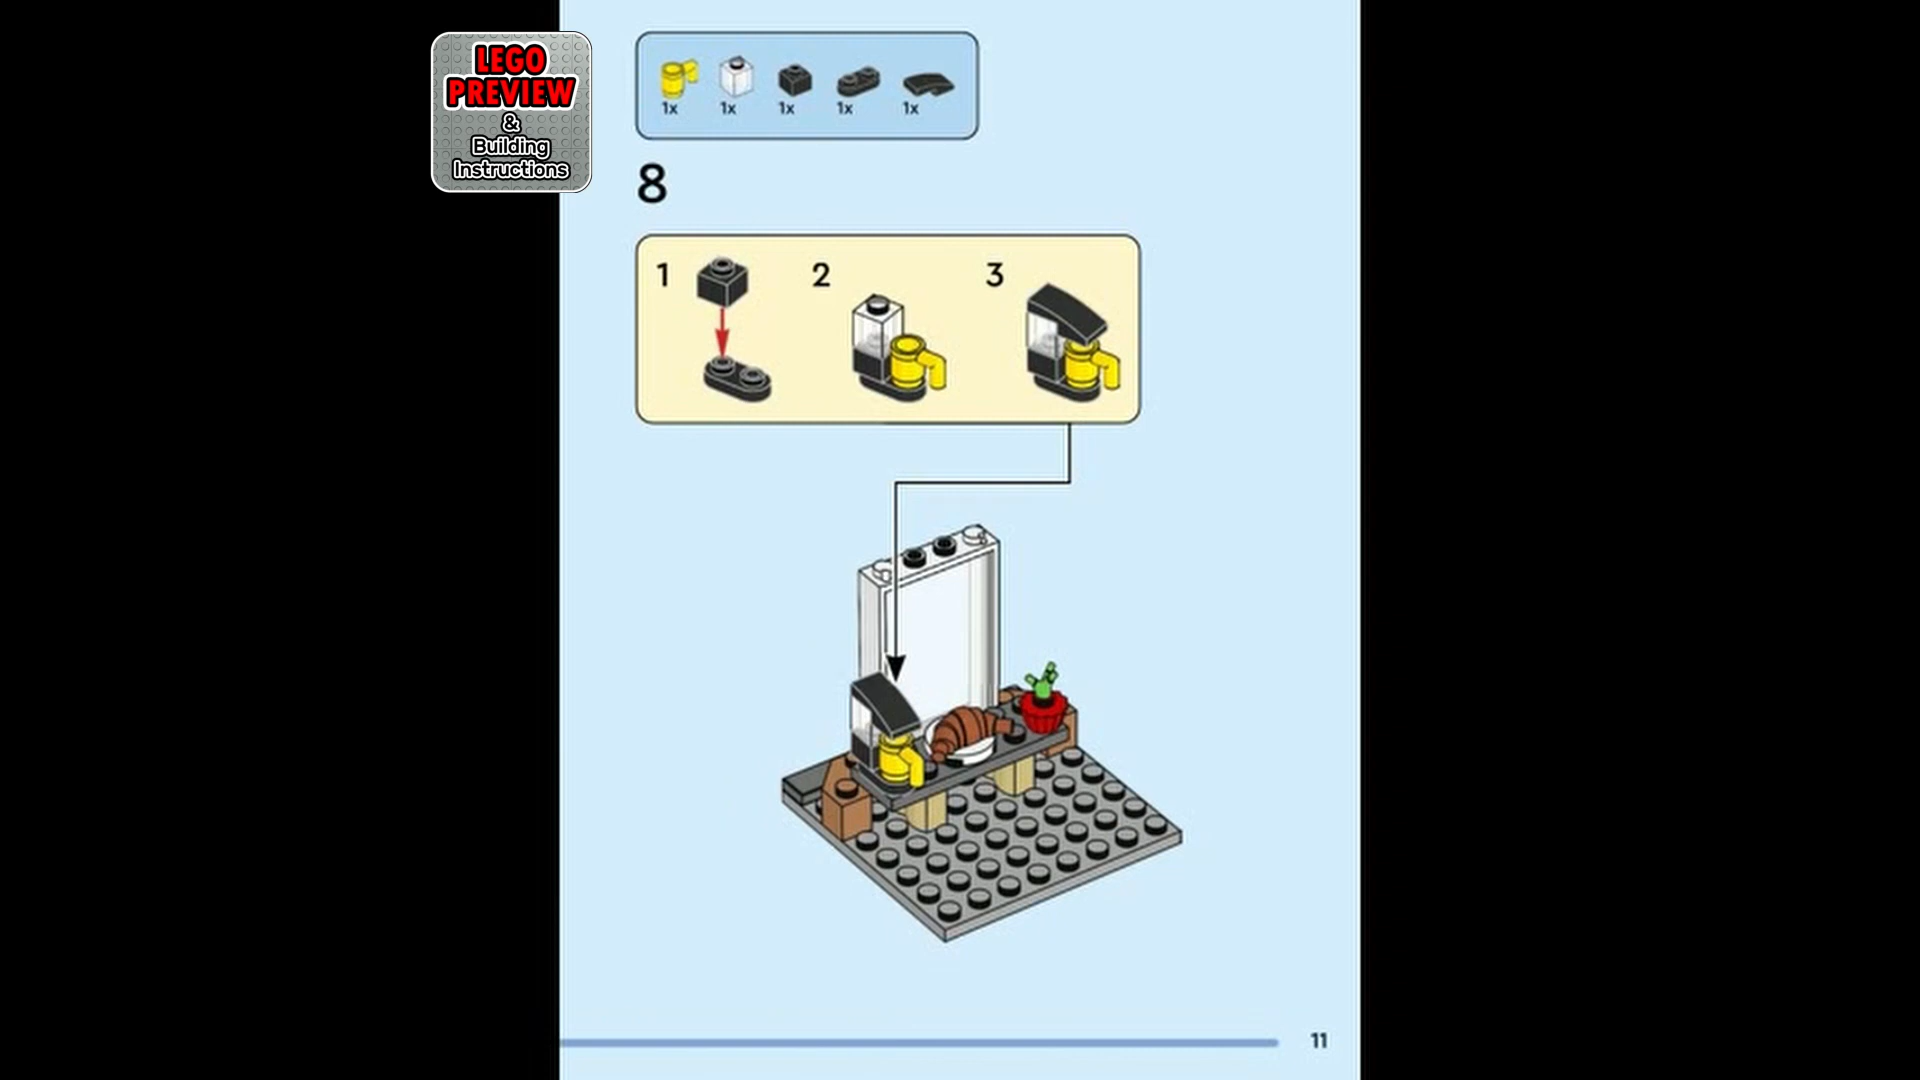 LEGO
PREVIEW
&
Building
Instructions
1x 1x 1x 1x 1x
8
1 2 3
11